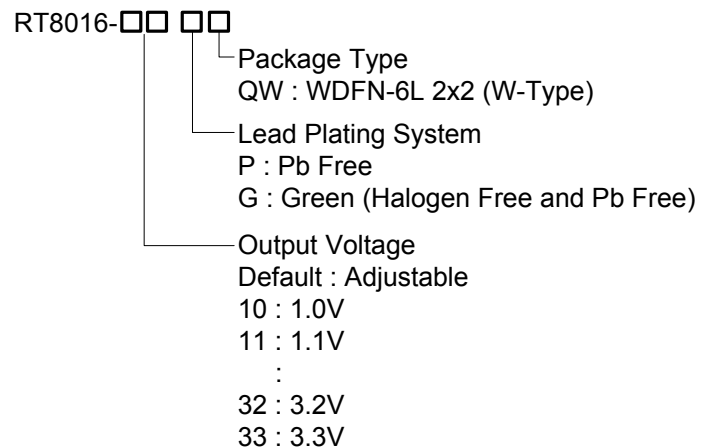 RT8016-□□ □□
Package Type
QW : WDFN-6L 2x2 (W-Type)
Lead Plating System
P : Pb Free
G : Green (Halogen Free and Pb Free)
Output Voltage
Default : Adjustable
10 : 1.0V
11 : 1.1V
:
32 : 3.2V
33 : 3.3V